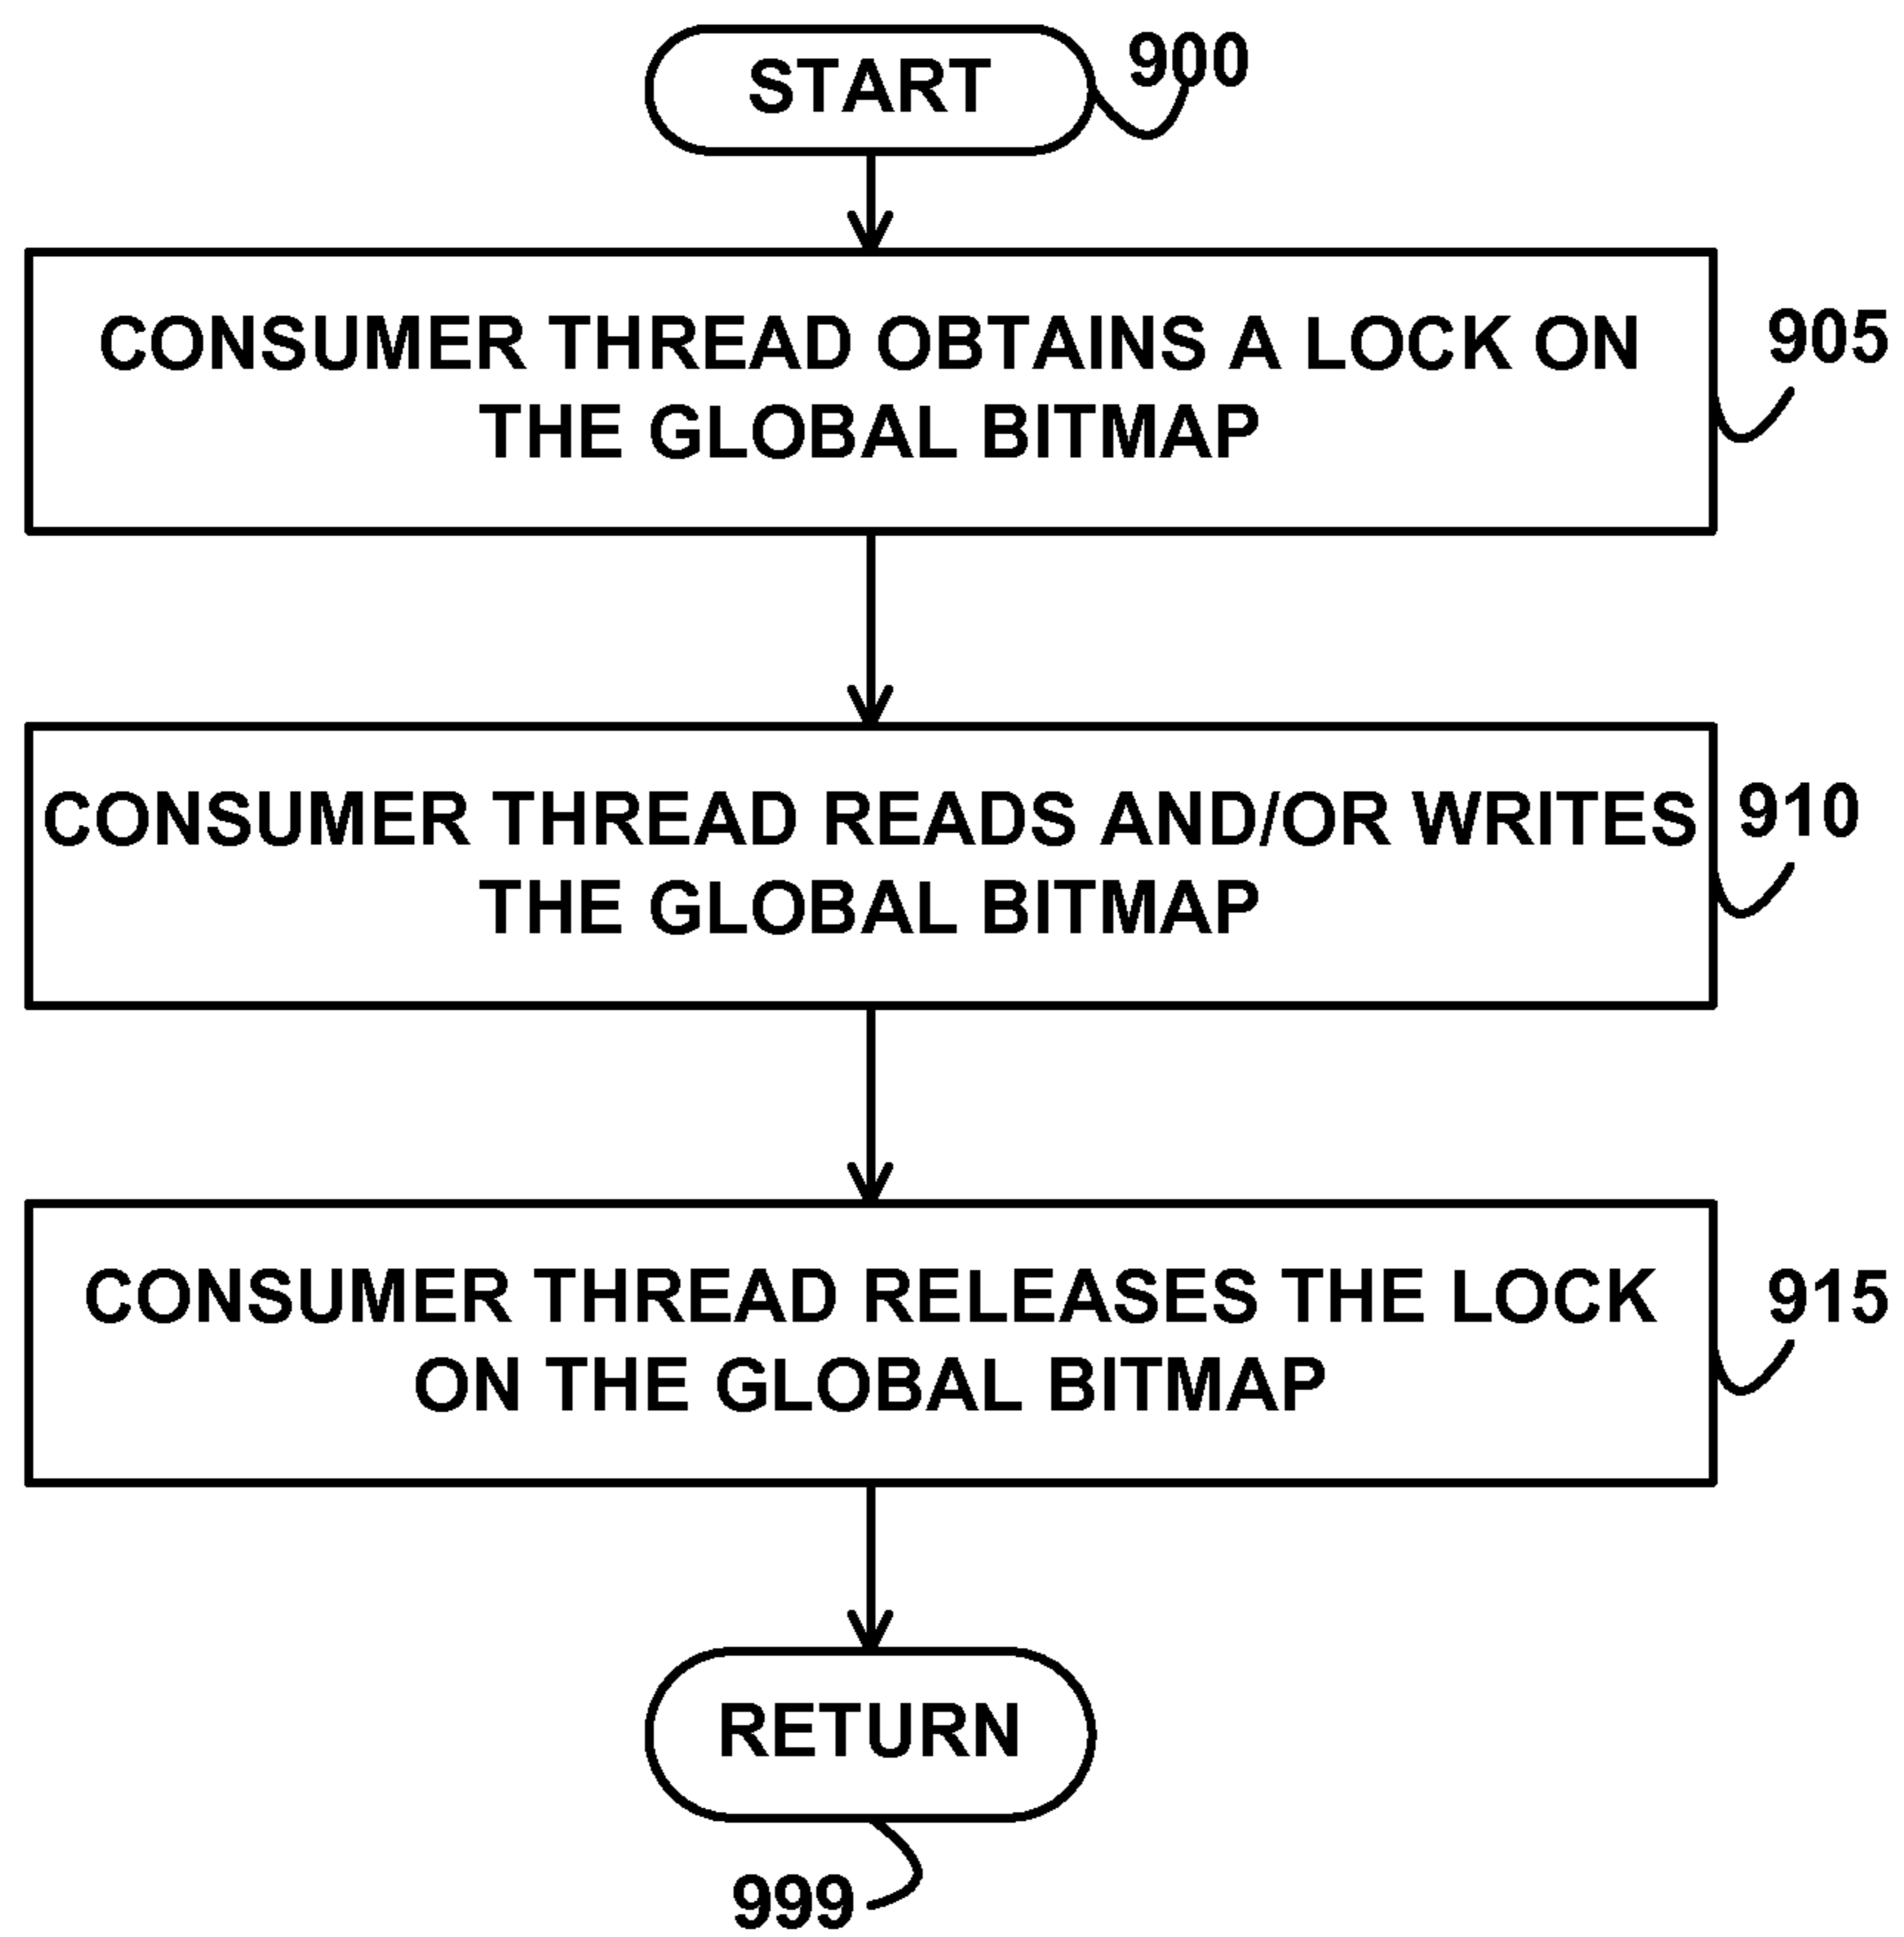 START
900
CONSUMER THREAD OBTAINS A LOCK ON
THE GLOBAL BITMAP
905
CONSUMER THREAD READS AND/OR WRITES
THE GLOBAL BITMAP
910
CONSUMER THREAD RELEASES THE LOCK
ON THE GLOBAL BITMAP
915
RETURN
999